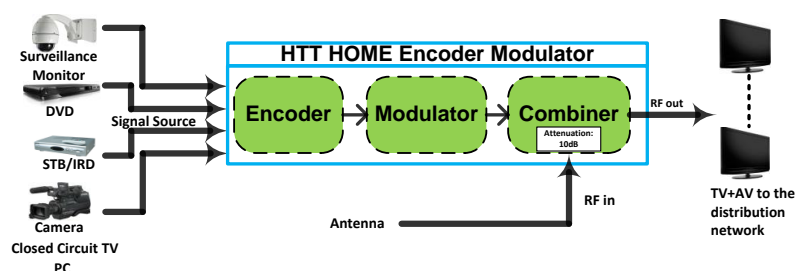 Surveillance
Monitor
DVD
Signal Source
STB/IRD
Camera
Closed Circuit TV
PC
HTT HOME Encoder Modulator
Encoder
Modulator
Combiner
Attenuation:
10dB
RF out
RF in
Antenna
TV+AV to the
distribution
network